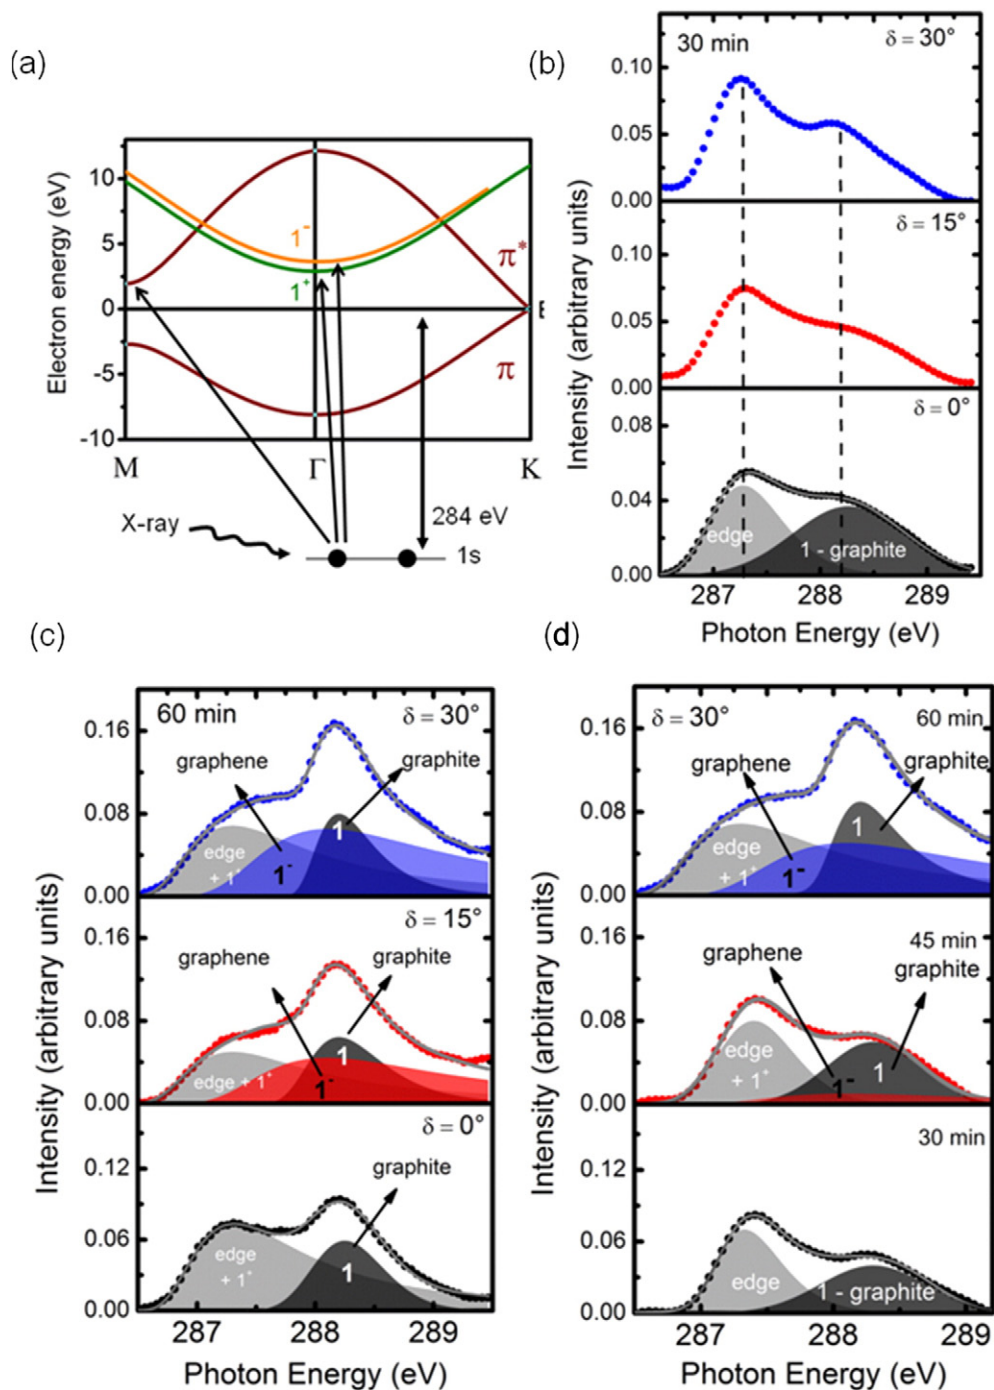 (a)
Electron energy (eV)
10
5
0
-5
-10
1⁻
1⁺
π*
π
E
M
Γ
K
X-ray
284 eV
1s
(b)
30 min
δ = 30°
0.10
0.05
0.00
δ = 15°
0.10
0.05
0.00
δ = 0°
0.08
0.04
0.00
edge
1 - graphite
Intensity (arbitrary units)
287
288
289
Photon Energy (eV)
(c)
60 min
δ = 30°
0.16
0.08
0.00
graphene
graphite
edge
+ 1⁺
1⁻
1
δ = 15°
0.16
0.08
0.00
graphene
graphite
edge + 1⁺
1⁻
1
δ = 0°
0.12
0.06
0.00
graphite
edge
+ 1⁺
1
Intensity (arbitrary units)
287
288
289
Photon Energy (eV)
(d)
δ = 30°
60 min
0.16
0.08
0.00
graphene
graphite
edge
+ 1⁺
1⁻
1
45 min
0.16
0.08
0.00
graphene
graphite
edge
+ 1⁺
1⁻
1
30 min
0.12
0.06
0.00
edge
1 - graphite
Intensity (arbitrary units)
287
288
289
Photon Energy (eV)